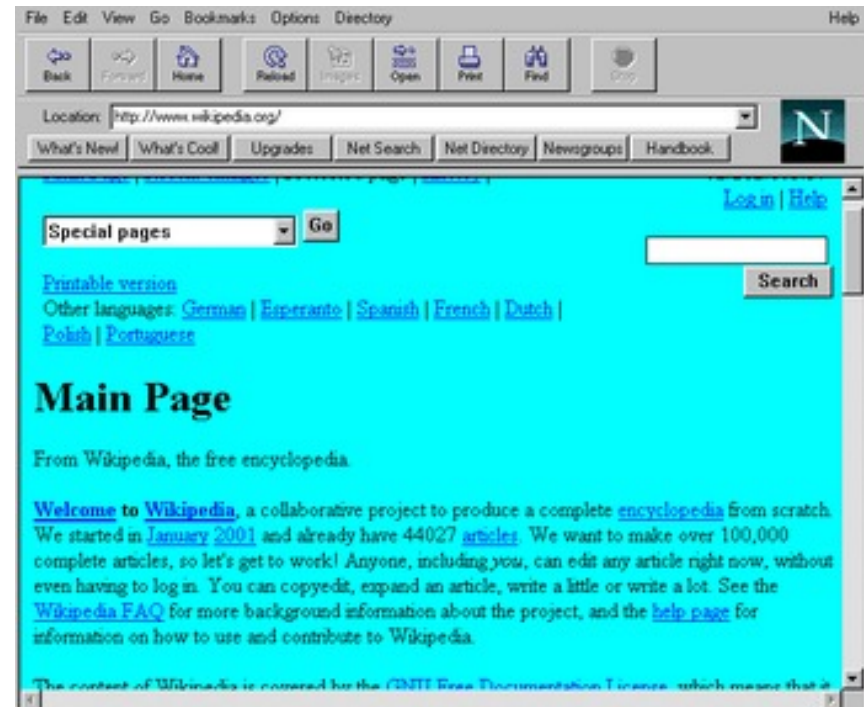 File Edit View Go Bookmarks Options Directory Help
Back Forward Home Reload Images Open Print Find Stop
Location: http://www.wikipedia.org/
N
What's New! What's Cool! Upgrades Net Search Net Directory Newsgroups Handbook
Log in | Help
Special pages Go
Search
Printable version
Other languages: German | Esperanto | Spanish | French | Dutch |
Polish | Portuguese
Main Page
From Wikipedia, the free encyclopedia.
Welcome to Wikipedia, a collaborative project to produce a complete encyclopedia from scratch.
We started in January 2001 and already have 44027 articles. We want to make over 100,000
complete articles, so let's get to work! Anyone, including you, can edit any article right now, without
even having to log in. You can copyedit, expand an article, write a little or write a lot. See the
Wikipedia FAQ for more background information about the project, and the help page for
information on how to use and contribute to Wikipedia.
The content of Wikipedia is covered by the GNU Free Documentation License, which means that it